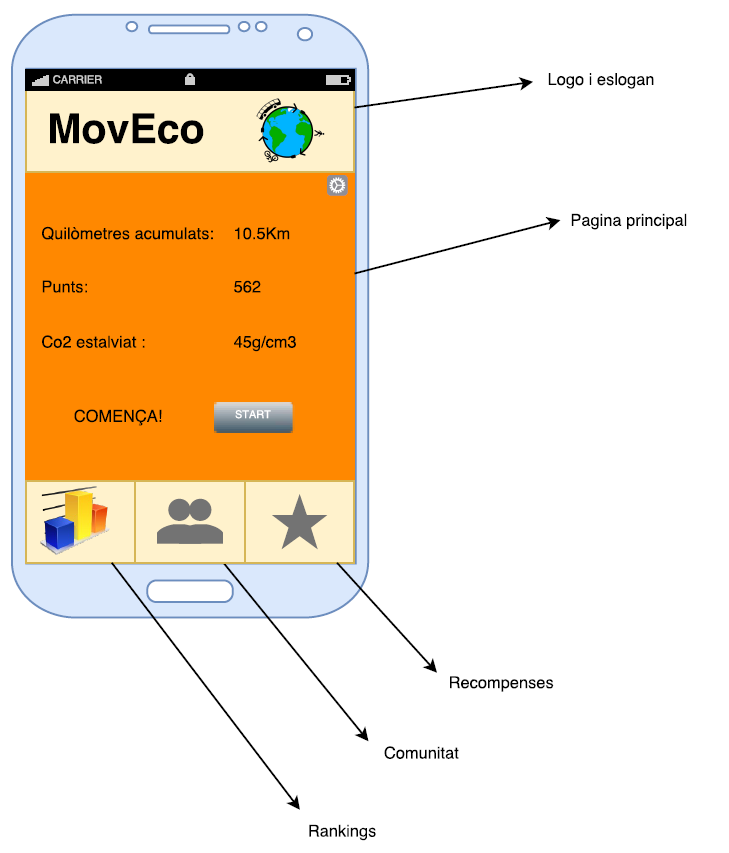 CARRIER
Logo i eslogan
MovEco
Pagina principal
Quilòmetres acumulats: 10.5Km
Punts: 562
Co2 estalviat : 45g/cm3
COMENÇA! START
Recompenses
Comunitat
Rankings